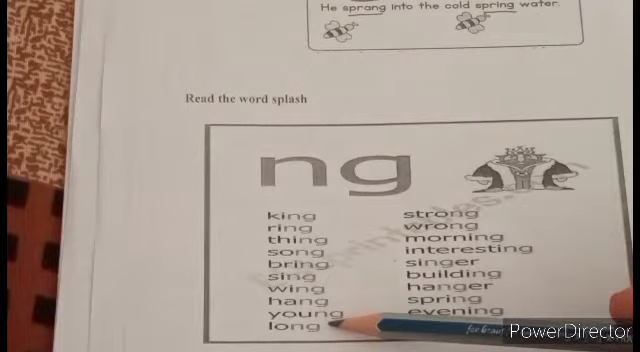 He sprang into the cold spring water.
Read the word splash
ng
king
ring
thing
song
bring
sing
wing
hang
young
long
strong
wrong
morning
interesting
singer
building
hanger
spring
evening
PowerDirector